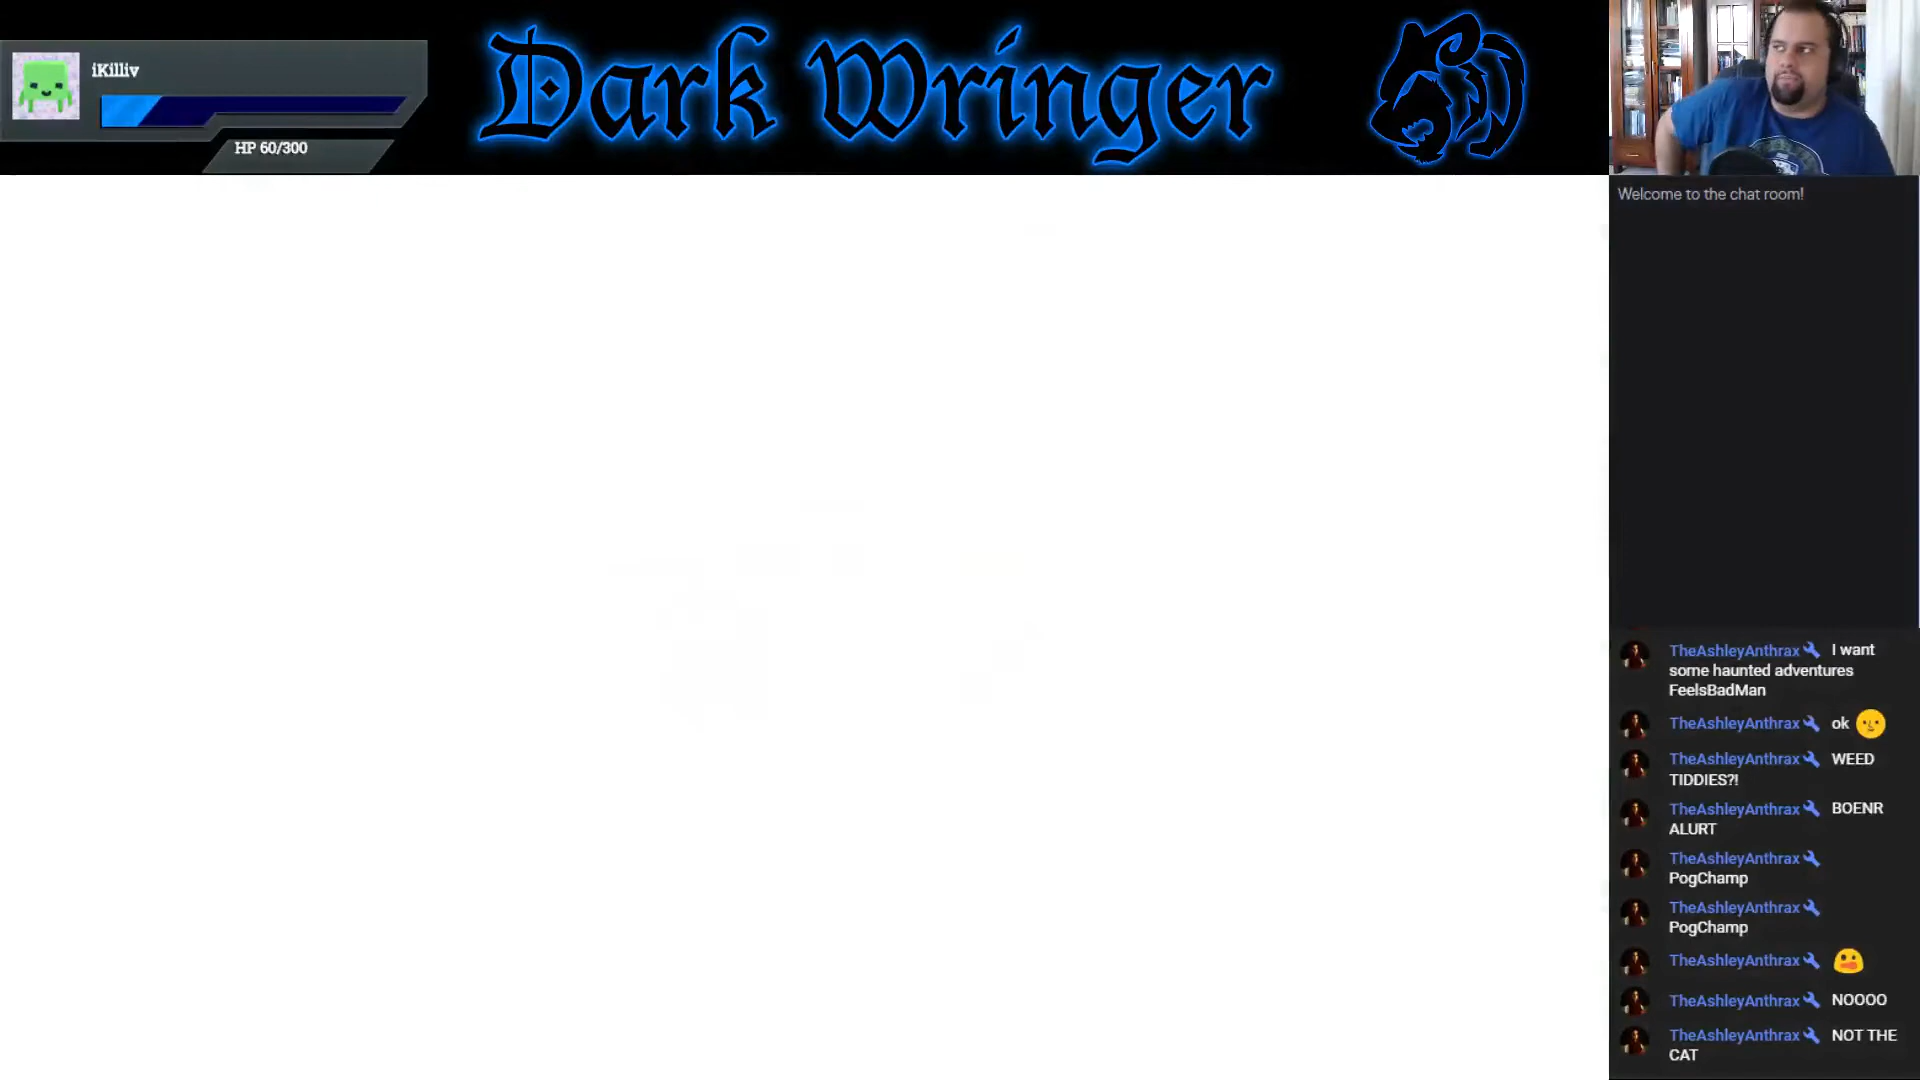 iKilliv
HP 60/300
Dark Wringer
Welcome to the chat room!
TheAshleyAnthrax I want
some haunted adventures
FeelsBadMan
TheAshleyAnthrax ok
TheAshleyAnthrax WEED
TIDDIES?!
TheAshleyAnthrax BOENR
ALURT
TheAshleyAnthrax
PogChamp
TheAshleyAnthrax
PogChamp
TheAshleyAnthrax
TheAshleyAnthrax NOOOO
TheAshleyAnthrax NOT THE
CAT